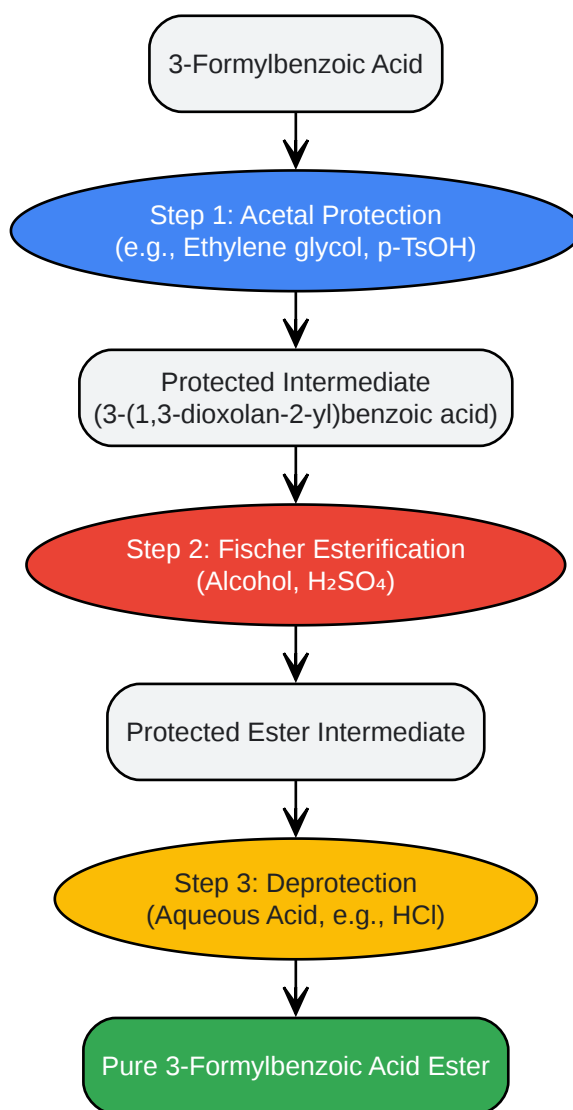 3-Formylbenzoic Acid
Step 1: Acetal Protection
(e.g., Ethylene glycol, p-TsOH)
Protected Intermediate
(3-(1,3-dioxolan-2-yl)benzoic acid)
Step 2: Fischer Esterification
(Alcohol, H₂SO₄)
Protected Ester Intermediate
Step 3: Deprotection
(Aqueous Acid, e.g., HCl)
Pure 3-Formylbenzoic Acid Ester